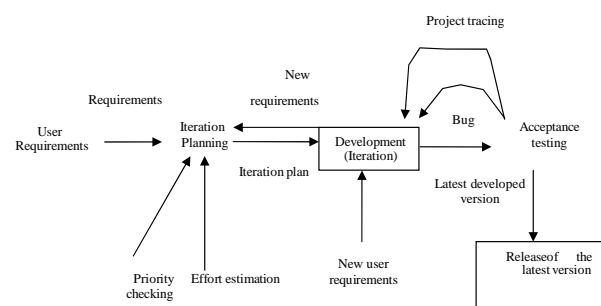 Project tracing
New
requirements
Requirements
Bug
User
Requirements
Iteration
Planning
Development
(Iteration)
Acceptance
testing
Iteration plan
Latest developed
version
Priority
checking
Effort estimation
New user
requirements
Releaseof the
latest version